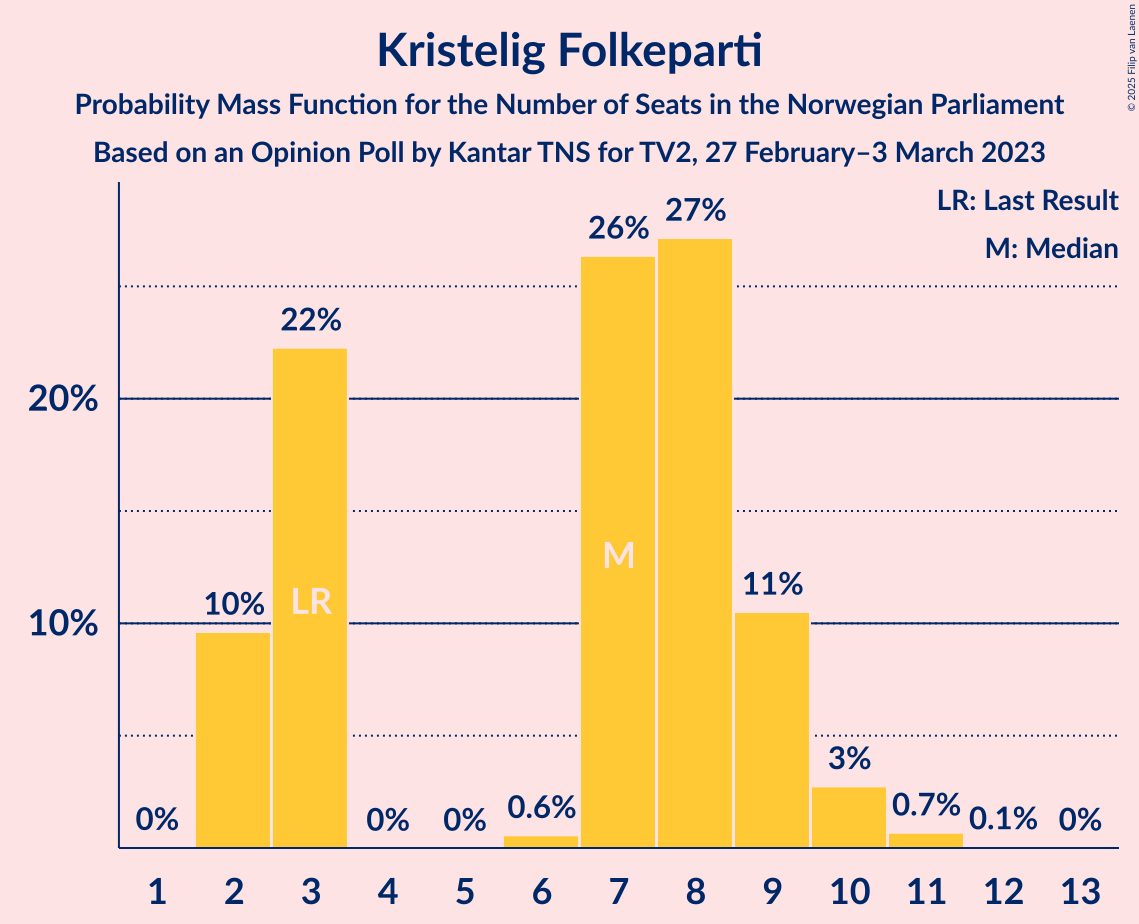 Kristelig Folkeparti
Probability Mass Function for the Number of Seats in the Norwegian Parliament
Based on an Opinion Poll by Kantar TNS for TV2, 27 February–3 March 2023
© 2025 Filip van Laenen
LR: Last Result
M: Median
20%
10%
0%
10%
22%
0%
0%
0.6%
26%
27%
11%
3%
0.7%
0.1%
0%
LR
M
1 2 3 4 5 6 7 8 9 10 11 12 13